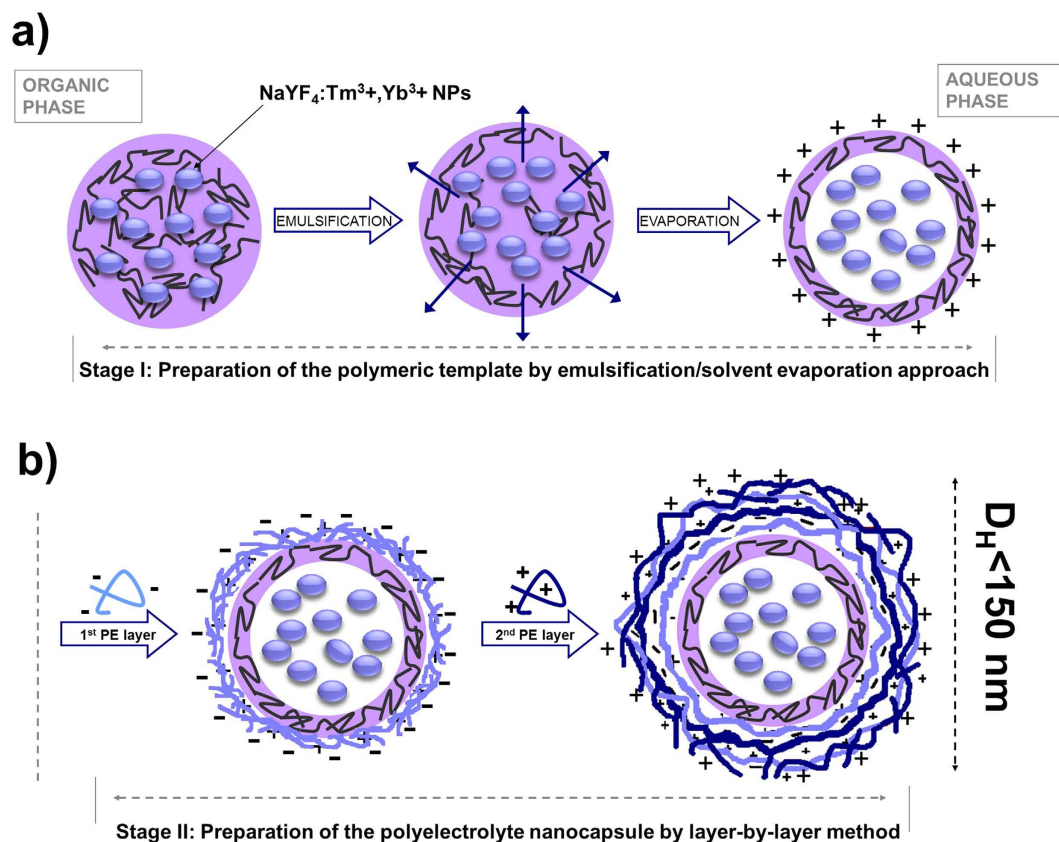 a)
ORGANIC
PHASE
NaYF₄:Tm³⁺,Yb³⁺ NPs
AQUEOUS
PHASE
EMULSIFICATION
EVAPORATION
Stage I: Preparation of the polymeric template by emulsification/solvent evaporation approach
b)
1ˢᵗ PE layer
2ⁿᵈ PE layer
D_H<150 nm
Stage II: Preparation of the polyelectrolyte nanocapsule by layer-by-layer method